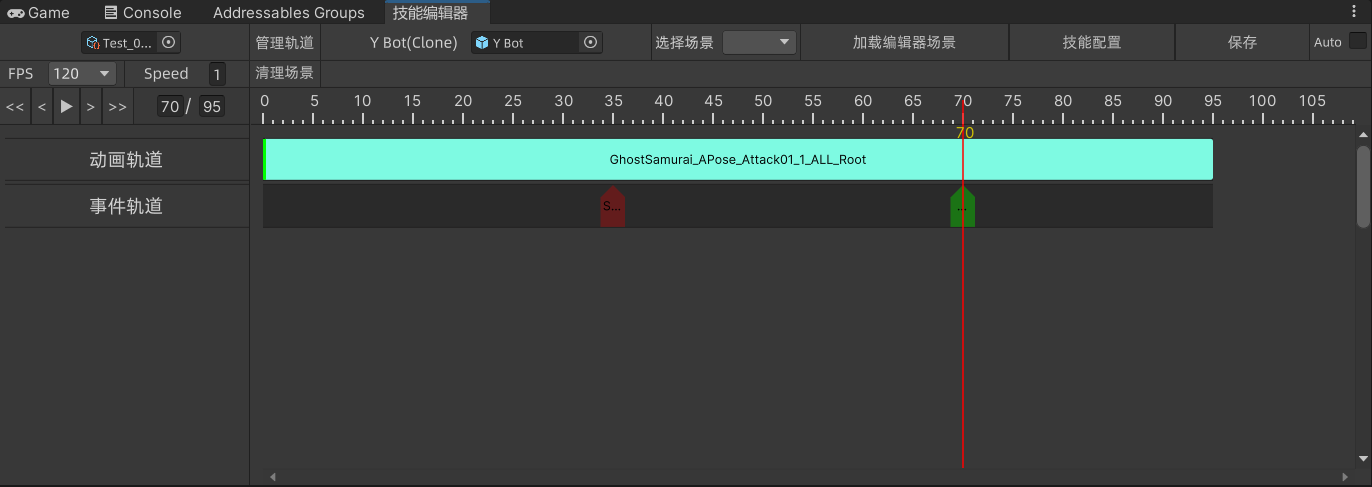 Game Console Addressables Groups 技能编辑器
Test_0... 管理轨道 Y Bot(Clone) Y Bot 选择场景 加载编辑器场景 技能配置 保存 Auto
FPS 120 Speed 1 清理场景
<< < > >> 70 / 95 0 5 10 15 20 25 30 35 40 45 50 55 60 65 70 75 80 85 90 95 100 105
70
动画轨道 GhostSamurai_APose_Attack01_1_ALL_Root
事件轨道 S... ...